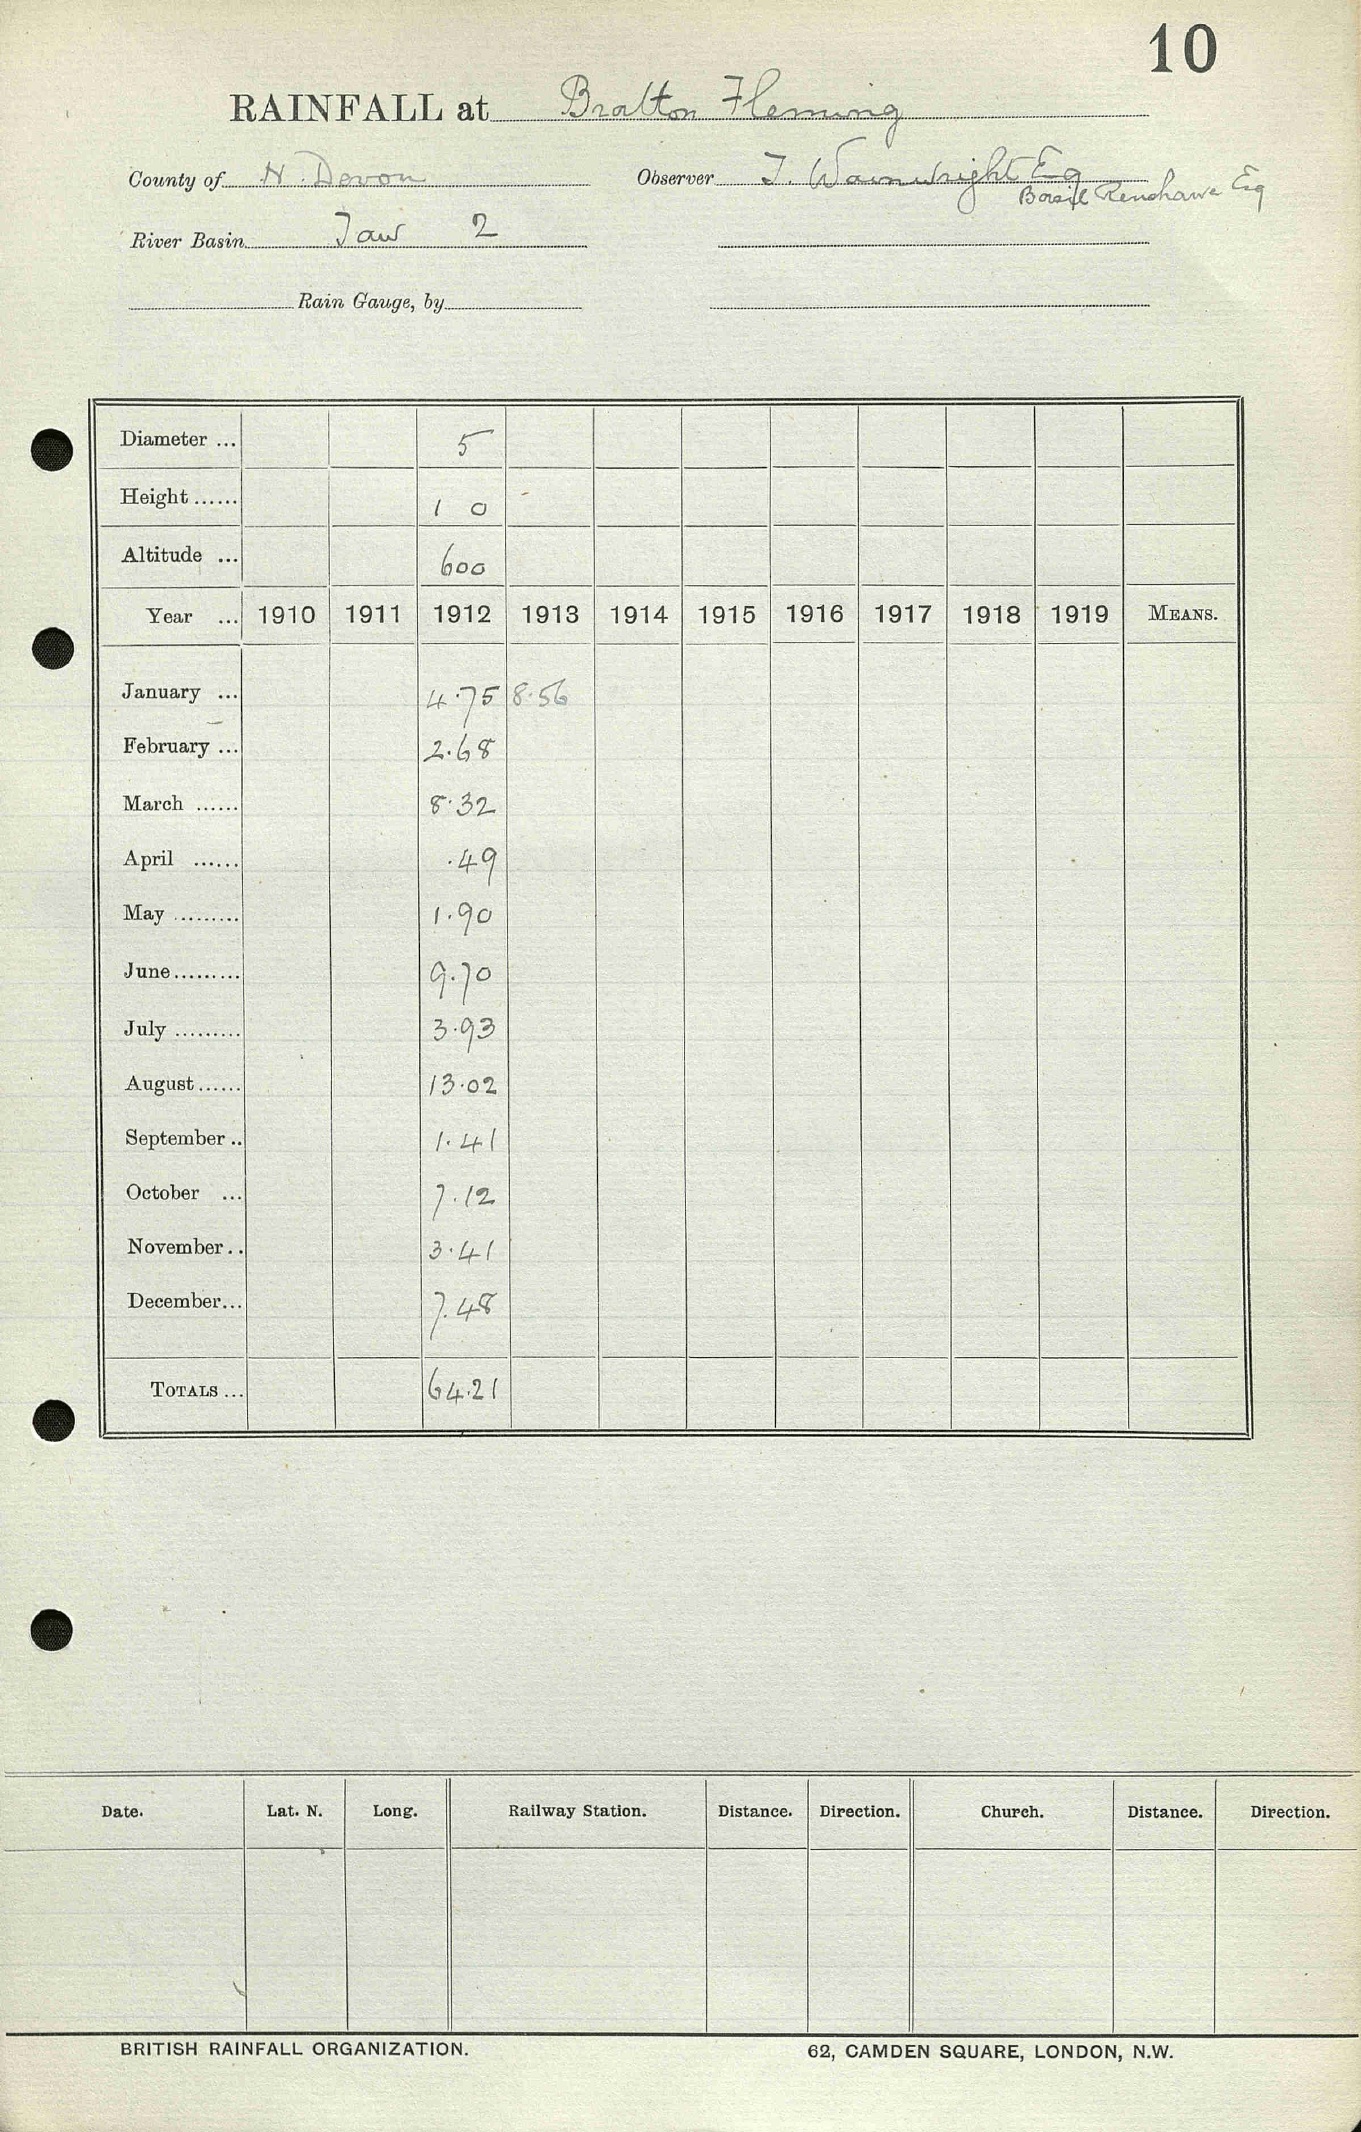 10
RAINFALL at Bratton Fleming
County of N. Devon Observer T. Wainwright Esq
Basil Renshawe Esq
River Basin Taw 2
Rain Gauge, by
Diameter ... 5
Height ...... 1 0
Altitude ... 600
Year ... 1910 1911 1912 1913 1914 1915 1916 1917 1918 1919 MEANS.
January ... 4.75 8.56
February ... 2.68
March ...... 8.32
April ...... .49
May ......... 1.90
June ......... 9.70
July ......... 3.93
August ...... 13.02
September .. 1.41
October ... 7.12
November .. 3.41
December ... 7.48
TOTALS ... 64.21
Date. Lat. N. Long. Railway Station. Distance. Direction. Church. Distance. Direction.
BRITISH RAINFALL ORGANIZATION. 62, CAMDEN SQUARE, LONDON, N.W.